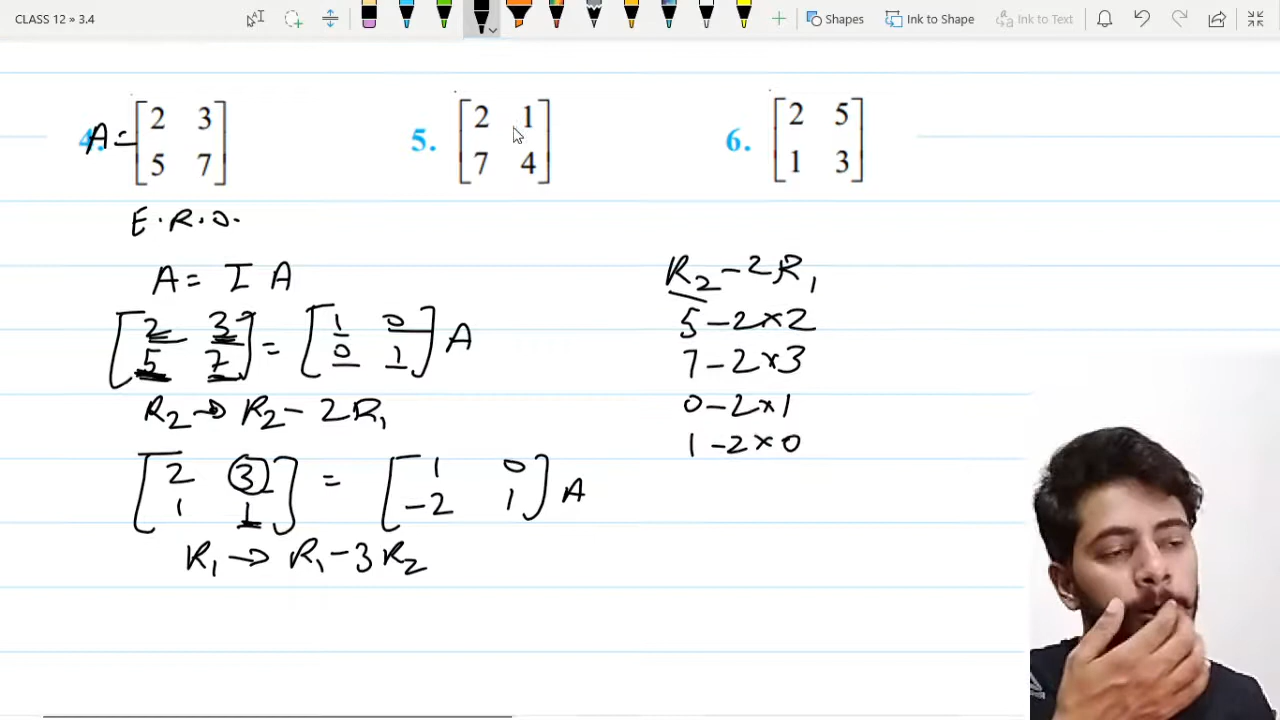 CLASS 12 » 3.4
Shapes
Ink to Shape
Ink to Text
A= [2 3
5 7]
5. [2 1
7 4]
6. [2 5
1 3]
E.R.O.
A = I A
[2 3
5 7] = [1 0
0 1] A
R₂ → R₂ - 2R₁
[2 3
1 1] = [1 0
-2 1] A
R₁ → R₁ - 3R₂
R₂ - 2R₁
5 - 2×2
7 - 2×3
0 - 2×1
1 - 2×0